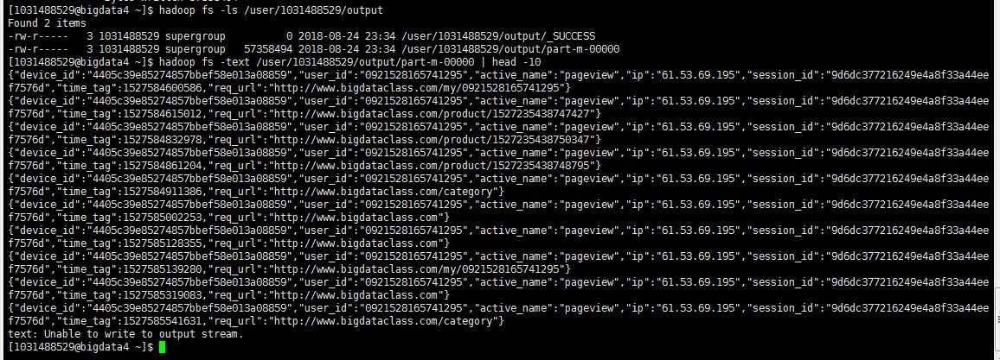 [1031488529@bigdata4 ~]$ hadoop fs -ls /user/1031488529/output
Found 2 items
-rw-r----- 3 1031488529 supergroup 0 2018-08-24 23:34 /user/1031488529/output/_SUCCESS
-rw-r----- 3 1031488529 supergroup 57358494 2018-08-24 23:34 /user/1031488529/output/part-m-00000
[1031488529@bigdata4 ~]$ hadoop fs -text /user/1031488529/output/part-m-00000 | head -10
{"device_id":"4405c39e85274857bbef58e013a08859","user_id":"0921528165741295","active_name":"pageview","ip":"61.53.69.195","session_id":"9d6dc377216249e4a8f33a44ee
f7576d","time_tag":1527584600586,"req_url":"http://www.bigdataclass.com/my/0921528165741295"}
{"device_id":"4405c39e85274857bbef58e013a08859","user_id":"0921528165741295","active_name":"pageview","ip":"61.53.69.195","session_id":"9d6dc377216249e4a8f33a44ee
f7576d","time_tag":1527584615012,"req_url":"http://www.bigdataclass.com/product/1527235438747427"}
{"device_id":"4405c39e85274857bbef58e013a08859","user_id":"0921528165741295","active_name":"pageview","ip":"61.53.69.195","session_id":"9d6dc377216249e4a8f33a44ee
f7576d","time_tag":1527584832978,"req_url":"http://www.bigdataclass.com/product/1527235438750347"}
{"device_id":"4405c39e85274857bbef58e013a08859","user_id":"0921528165741295","active_name":"pageview","ip":"61.53.69.195","session_id":"9d6dc377216249e4a8f33a44ee
f7576d","time_tag":1527584861204,"req_url":"http://www.bigdataclass.com/product/1527235438748795"}
{"device_id":"4405c39e85274857bbef58e013a08859","user_id":"0921528165741295","active_name":"pageview","ip":"61.53.69.195","session_id":"9d6dc377216249e4a8f33a44ee
f7576d","time_tag":1527584911386,"req_url":"http://www.bigdataclass.com/category"}
{"device_id":"4405c39e85274857bbef58e013a08859","user_id":"0921528165741295","active_name":"pageview","ip":"61.53.69.195","session_id":"9d6dc377216249e4a8f33a44ee
f7576d","time_tag":1527585002253,"req_url":"http://www.bigdataclass.com"}
{"device_id":"4405c39e85274857bbef58e013a08859","user_id":"0921528165741295","active_name":"pageview","ip":"61.53.69.195","session_id":"9d6dc377216249e4a8f33a44ee
f7576d","time_tag":1527585128355,"req_url":"http://www.bigdataclass.com"}
{"device_id":"4405c39e85274857bbef58e013a08859","user_id":"0921528165741295","active_name":"pageview","ip":"61.53.69.195","session_id":"9d6dc377216249e4a8f33a44ee
f7576d","time_tag":1527585139280,"req_url":"http://www.bigdataclass.com/my/0921528165741295"}
{"device_id":"4405c39e85274857bbef58e013a08859","user_id":"0921528165741295","active_name":"pageview","ip":"61.53.69.195","session_id":"9d6dc377216249e4a8f33a44ee
f7576d","time_tag":1527585319083,"req_url":"http://www.bigdataclass.com"}
{"device_id":"4405c39e85274857bbef58e013a08859","user_id":"0921528165741295","active_name":"pageview","ip":"61.53.69.195","session_id":"9d6dc377216249e4a8f33a44ee
f7576d","time_tag":1527585541631,"req_url":"http://www.bigdataclass.com/category"}
text: Unable to write to output stream.
[1031488529@bigdata4 ~]$